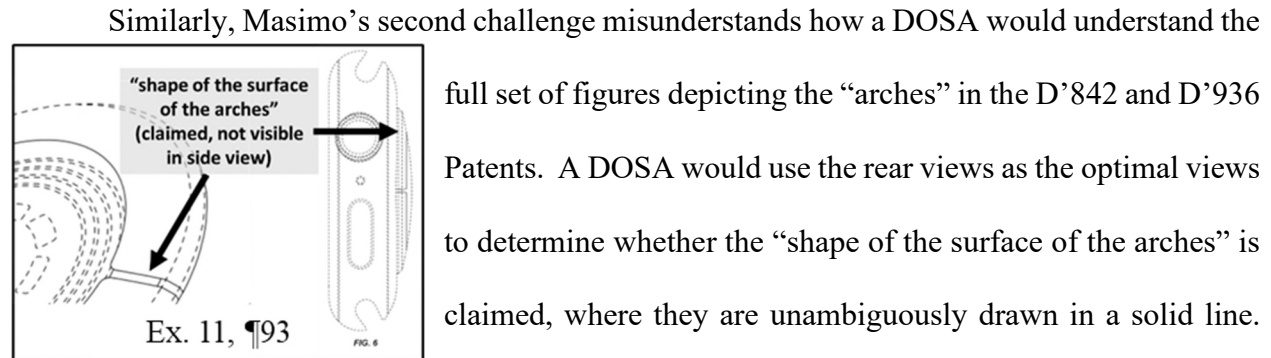 Similarly, Masimo’s second challenge misunderstands how a DOSA would understand the
“shape of the surface
of the arches”
(claimed, not visible
in side view)
Ex. 11, ¶93
FIG. 6
full set of figures depicting the “arches” in the D’842 and D’936
Patents. A DOSA would use the rear views as the optimal views
to determine whether the “shape of the surface of the arches” is
claimed, where they are unambiguously drawn in a solid line.